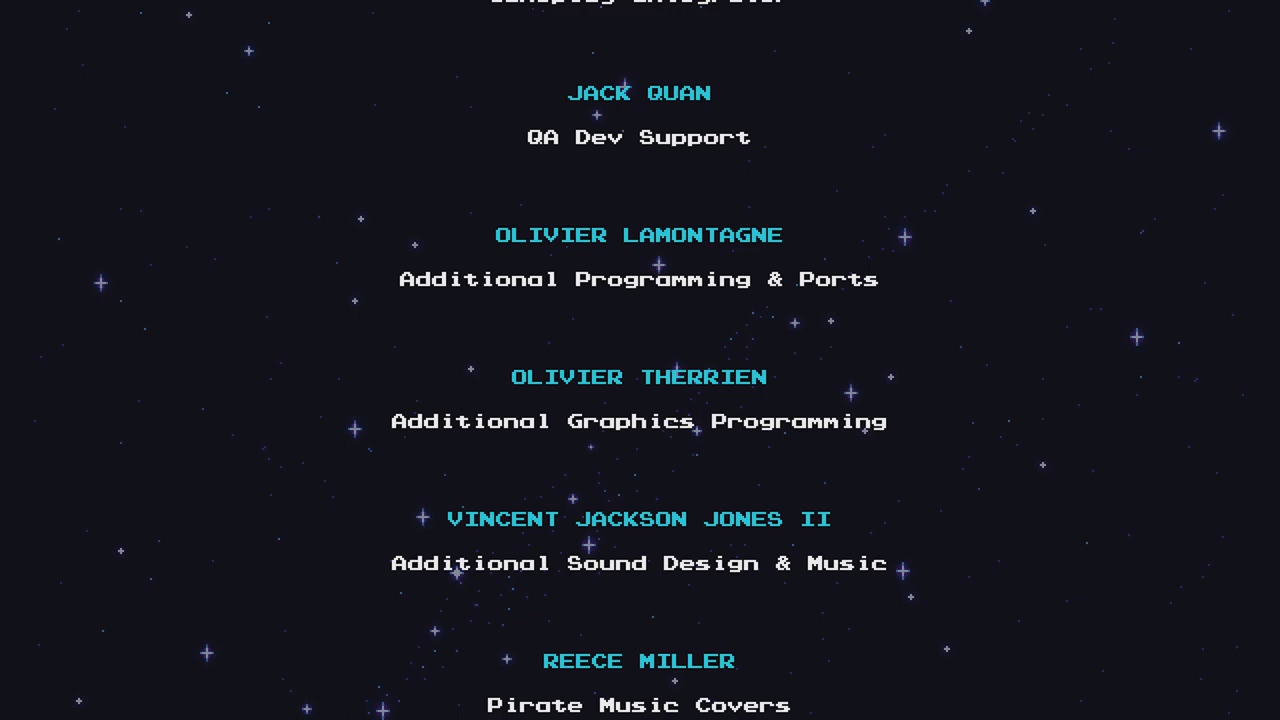 JACK QUAN
QA Dev Support
OLIVIER LAMONTAGNE
Additional Programming & Ports
OLIVIER THERRIEN
Additional Graphics Programming
VINCENT JACKSON JONES II
Additional Sound Design & Music
REECE MILLER
Pirate Music Covers